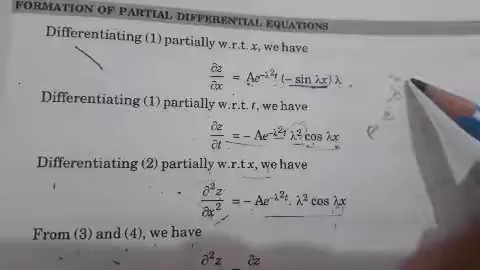 FORMATION OF PARTIAL DIFFERENTIAL EQUATIONS
Differentiating (1) partially w.r.t. x, we have
∂z/∂x = Ae^{-λ²t} (– sin λx) λ
Differentiating (1) partially w.r.t. t, we have
∂z/∂t = – Ae^{-λ²t} λ² cos λx
Differentiating (2) partially w.r.t x, we have
∂²z/∂x² = – Ae^{-λ²t}. λ² cos λx
From (3) and (4), we have
∂²z = ∂z